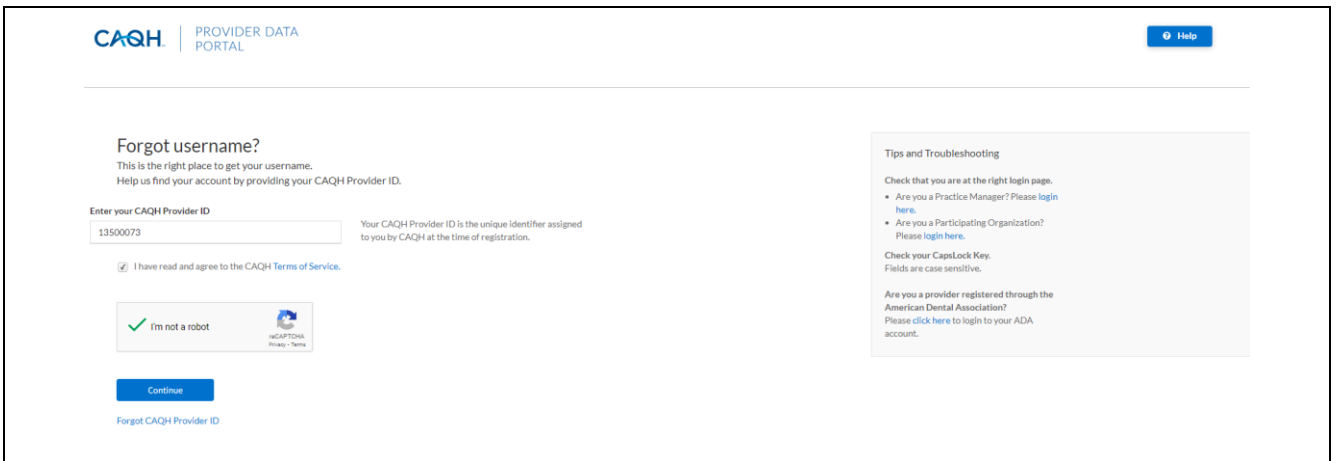 CAQH. PROVIDER DATA
PORTAL
Help
Forgot username?
This is the right place to get your username.
Help us find your account by providing your CAQH Provider ID.
Enter your CAQH Provider ID
13500073
Your CAQH Provider ID is the unique identifier assigned
to you by CAQH at the time of registration.
I have read and agree to the CAQH Terms of Service.
I'm not a robot
reCAPTCHA
Privacy - Terms
Continue
Forgot CAQH Provider ID
Tips and Troubleshooting
Check that you are at the right login page.
• Are you a Practice Manager? Please login
here.
• Are you a Participating Organization?
Please login here.
Check your CapsLock Key.
Fields are case sensitive.
Are you a provider registered through the
American Dental Association?
Please click here to login to your ADA
account.